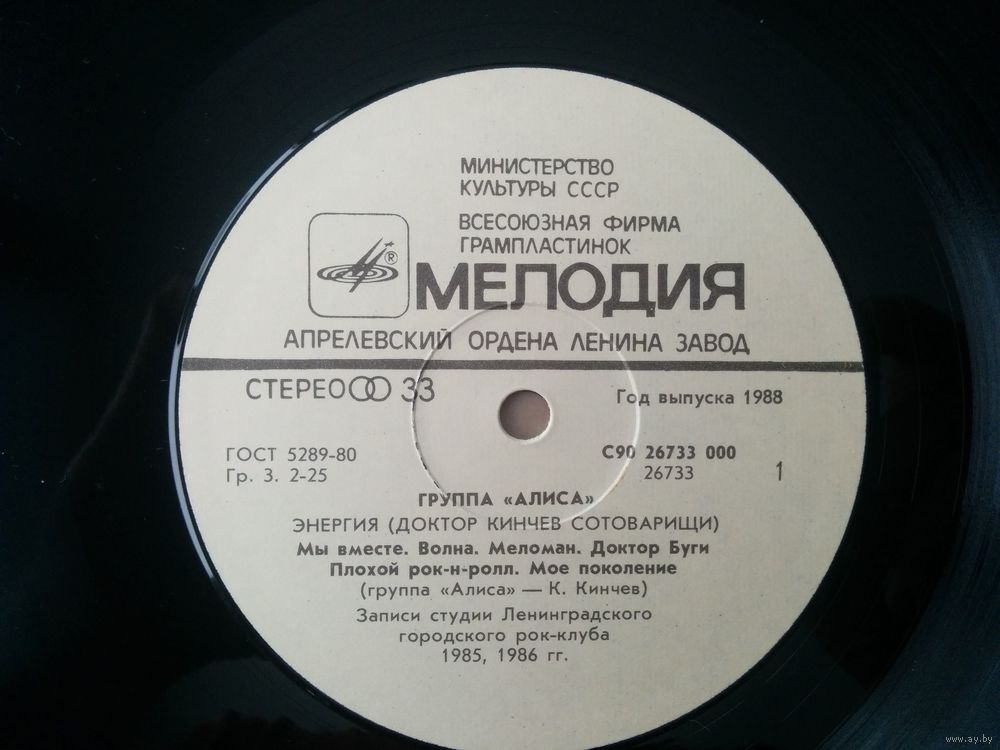 МИНИСТЕРСТВО
КУЛЬТУРЫ СССР
ВСЕСОЮЗНАЯ ФИРМА
ГРАМПЛАСТИНОК
®
МЕЛОДИЯ
АПРЕЛЕВСКИЙ ОРДЕНА ЛЕНИНА ЗАВОД
СТЕРЕО 33
Год выпуска 1988
ГОСТ 5289-80
Гр. 3. 2-25
С90 26733 000
26733
1
ГРУППА «АЛИСА»
ЭНЕРГИЯ (ДОКТОР КИНЧЕВ СОТОВАРИЩИ)
Мы вместе. Волна. Меломан. Доктор Буги
Плохой рок-н-ролл. Мое поколение
(группа «Алиса» — К. Кинчев)
Записи студии Ленинградского
городского рок-клуба
1985, 1986 гг.
www.ay.by